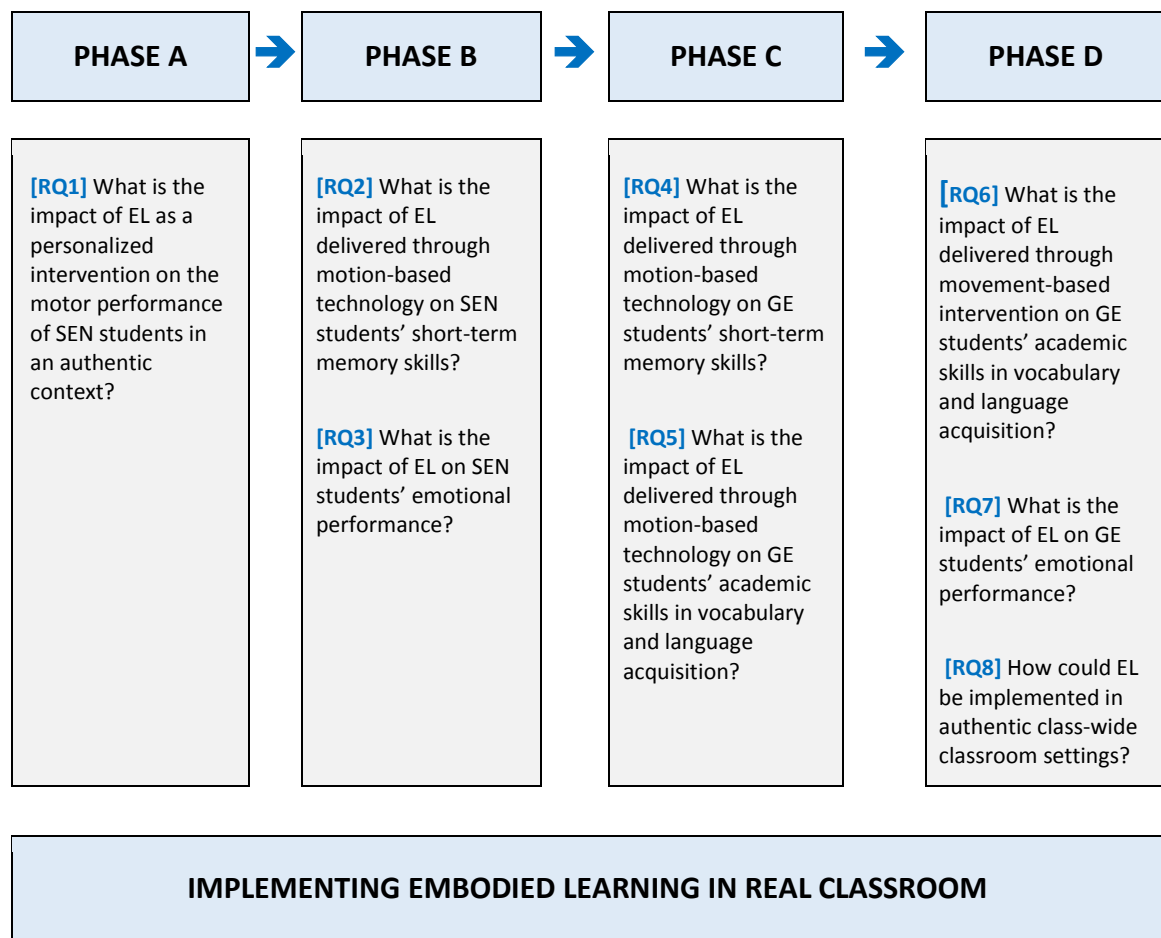 PHASE A
PHASE B
PHASE C
PHASE D
[RQ1] What is the
impact of EL as a
personalized
intervention on the
motor performance
of SEN students in
an authentic
context?
[RQ2] What is the
impact of EL
delivered through
motion-based
technology on SEN
students’ short-term
memory skills?
[RQ3] What is the
impact of EL on SEN
students’ emotional
performance?
[RQ4] What is the
impact of EL
delivered through
motion-based
technology on GE
students’ short-term
memory skills?
[RQ5] What is the
impact of EL
delivered through
motion-based
technology on GE
students’ academic
skills in vocabulary
and language
acquisition?
[RQ6] What is the
impact of EL
delivered through
movement-based
intervention on GE
students’ academic
skills in vocabulary
and language
acquisition?
[RQ7] What is the
impact of EL on GE
students’ emotional
performance?
[RQ8] How could EL
be implemented in
authentic class-wide
classroom settings?
IMPLEMENTING EMBODIED LEARNING IN REAL CLASSROOM